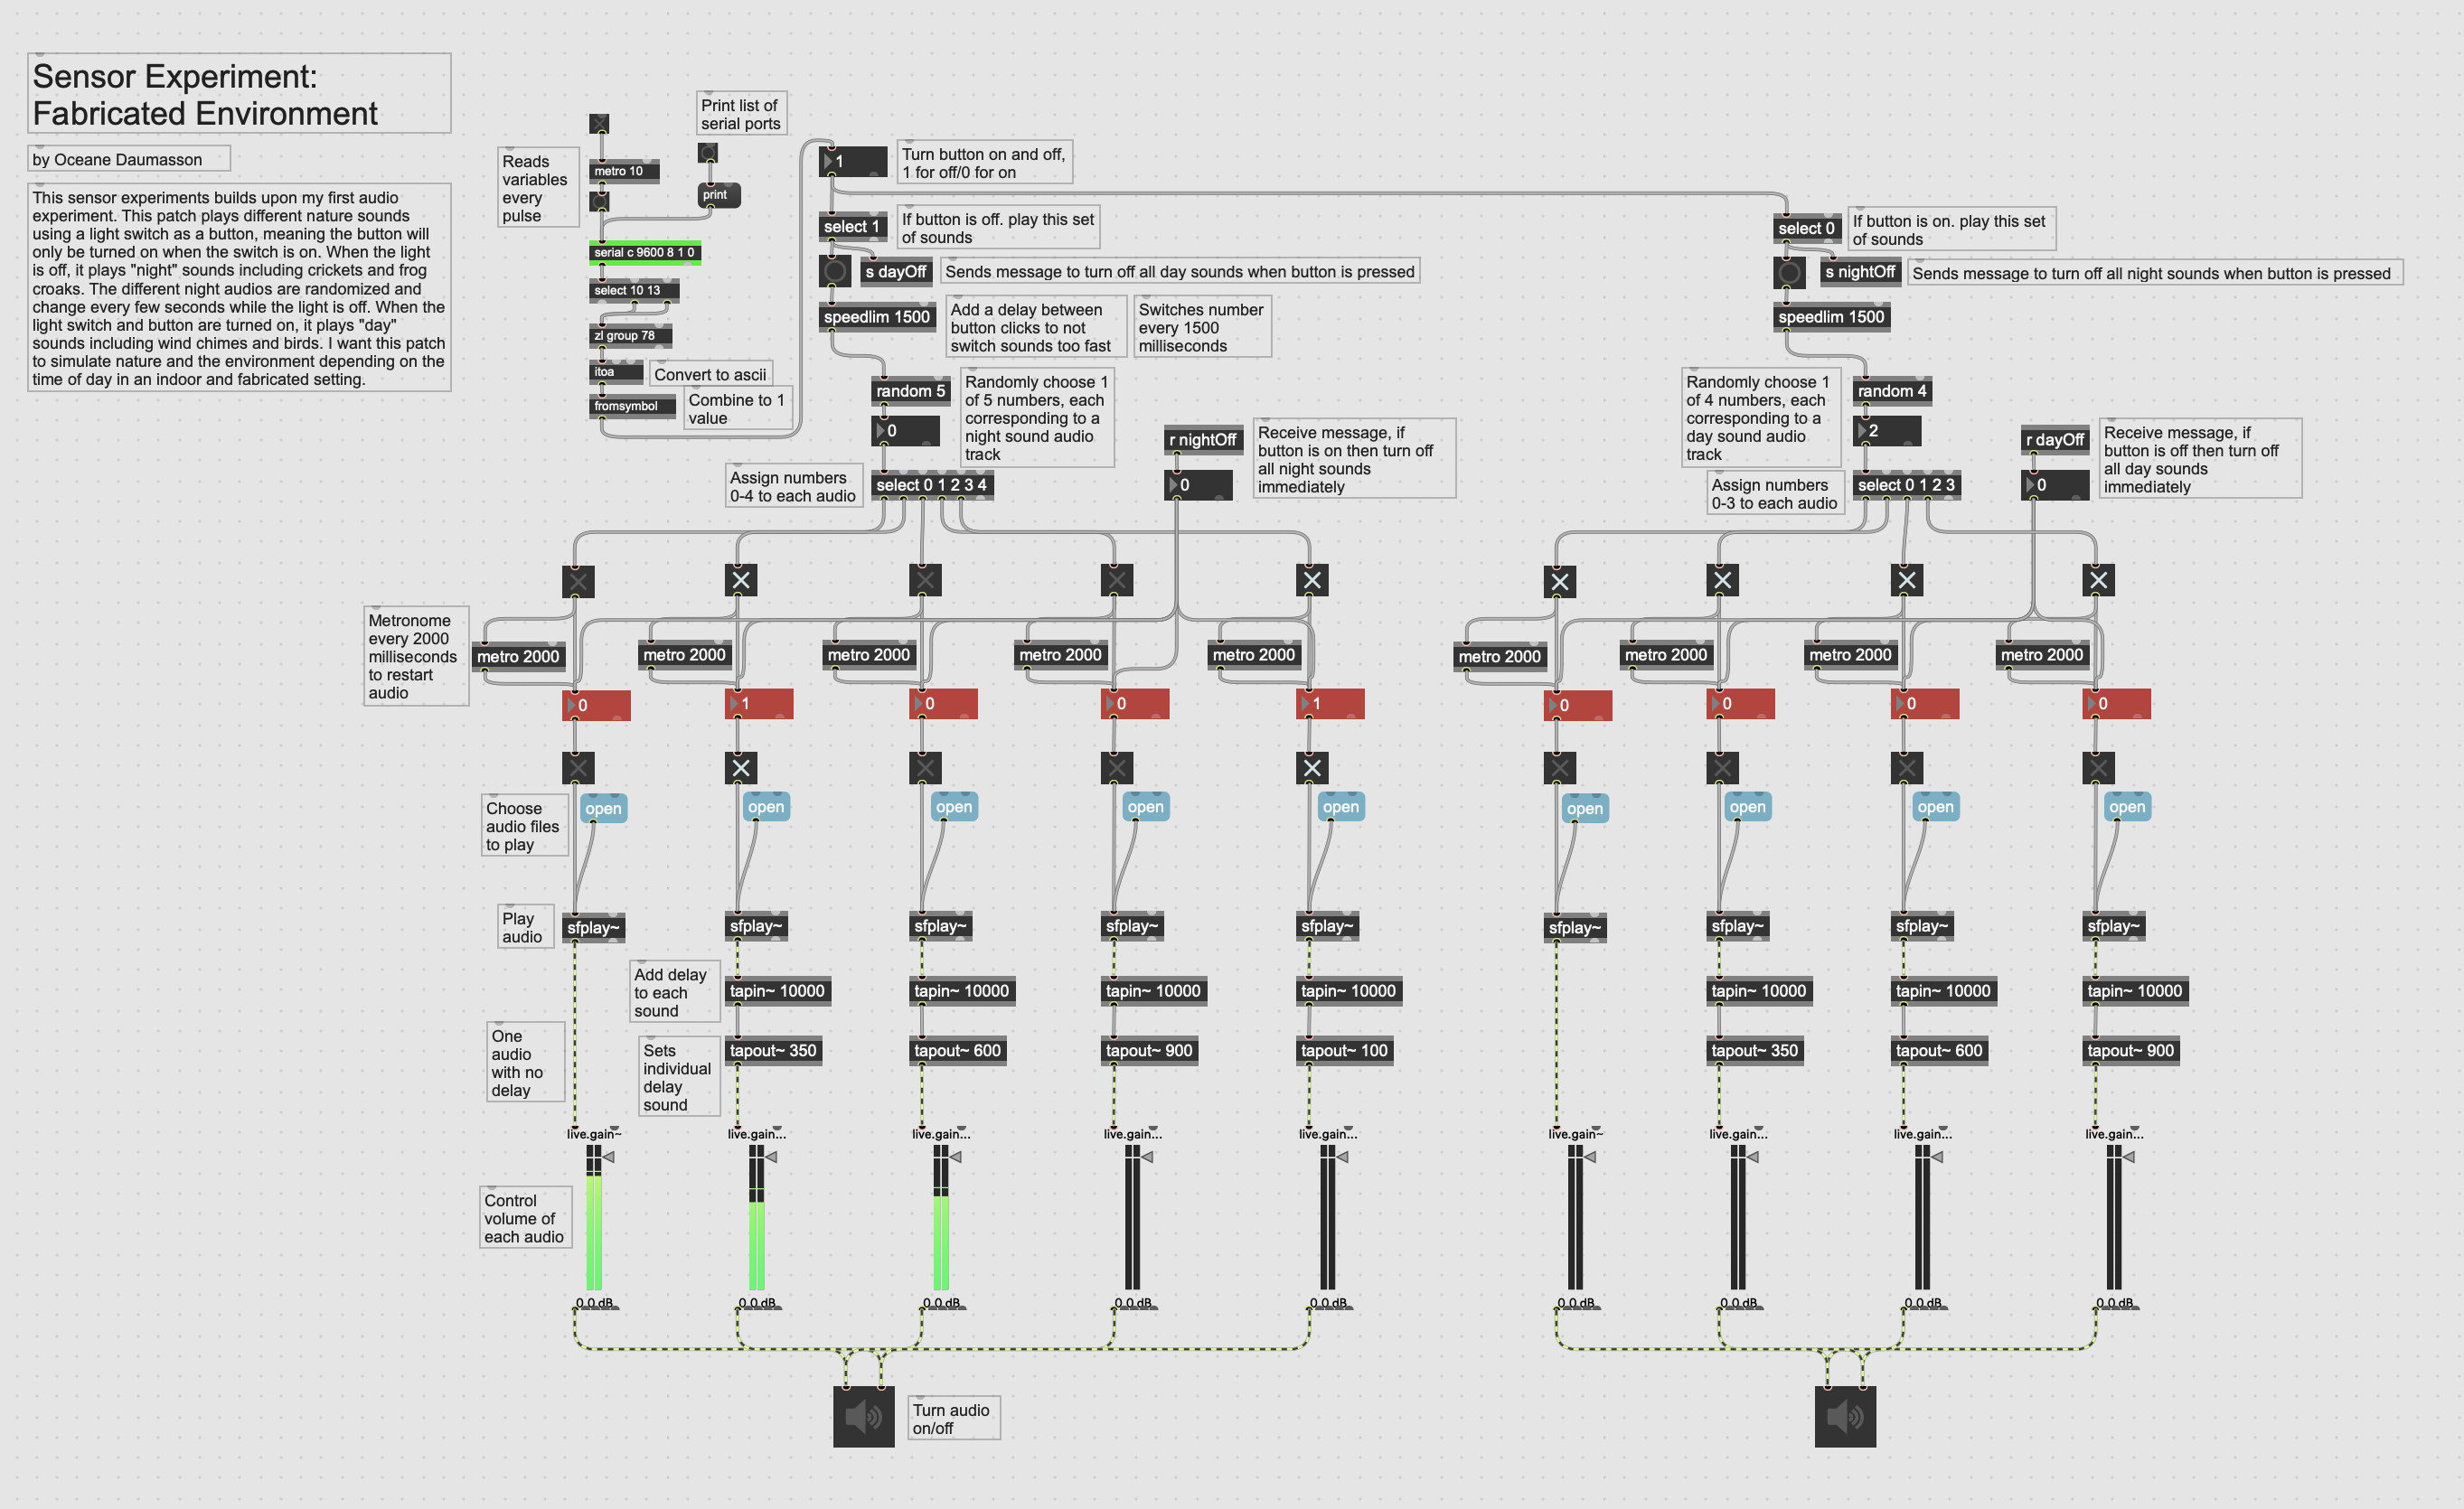 Sensor Experiment:
Fabricated Environment
by Oceane Daumasson
This sensor experiments builds upon my first audio
experiment. This patch plays different nature sounds
using a light switch as a button, meaning the button will
only be turned on when the switch is on. When the light
is off, it plays "night" sounds including crickets and frog
croaks. The different night audios are randomized and
change every few seconds while the light is off. When the
light switch and button are turned on, it plays "day"
sounds including wind chimes and birds. I want this patch
to simulate nature and the environment depending on the
time of day in an indoor and fabricated setting.
Reads
variables
every
pulse
metro 10
Print list of
serial ports
print
serial c 9600 8 1 0
select 10 13
zl group 78
itoa
Convert to ascii
fromsymbol
Combine to 1
value
1
Turn button on and off,
1 for off/0 for on
select 1
If button is off. play this set
of sounds
s dayOff
Sends message to turn off all day sounds when button is pressed
speedlim 1500
Add a delay between
button clicks to not
switch sounds too fast
Switches number
every 1500
milliseconds
random 5
Randomly choose 1
of 5 numbers, each
corresponding to a
night sound audio
track
0
Assign numbers
0-4 to each audio
select 0 1 2 3 4
r nightOff
0
Receive message, if
button is on then turn off
all night sounds
immediately
select 0
If button is on. play this set
of sounds
s nightOff
Sends message to turn off all night sounds when button is pressed
speedlim 1500
Randomly choose 1
of 4 numbers, each
corresponding to a
day sound audio
track
random 4
2
Assign numbers
0-3 to each audio
select 0 1 2 3
r dayOff
0
Receive message, if
button is off then turn off
all day sounds
immediately
Metronome
every 2000
milliseconds
to restart
audio
metro 2000
metro 2000
metro 2000
metro 2000
metro 2000
metro 2000
metro 2000
metro 2000
metro 2000
0
1
0
0
1
0
0
0
0
Choose
audio files
to play
open
open
open
open
open
open
open
open
open
Play
audio
sfplay~
sfplay~
sfplay~
sfplay~
sfplay~
sfplay~
sfplay~
sfplay~
sfplay~
Add delay
to each
sound
tapin~ 10000
tapin~ 10000
tapin~ 10000
tapin~ 10000
tapin~ 10000
tapin~ 10000
tapin~ 10000
One
audio
with no
delay
Sets
individual
delay
sound
tapout~ 350
tapout~ 600
tapout~ 900
tapout~ 100
tapout~ 350
tapout~ 600
tapout~ 900
live.gain~
live.gain...
live.gain...
live.gain...
live.gain...
live.gain~
live.gain...
live.gain...
live.gain...
Control
volume of
each audio
0.0 dB
0.0 dB
0.0 dB
0.0 dB
0.0 dB
0.0 dB
0.0 dB
0.0 dB
0.0 dB
Turn audio
on/off